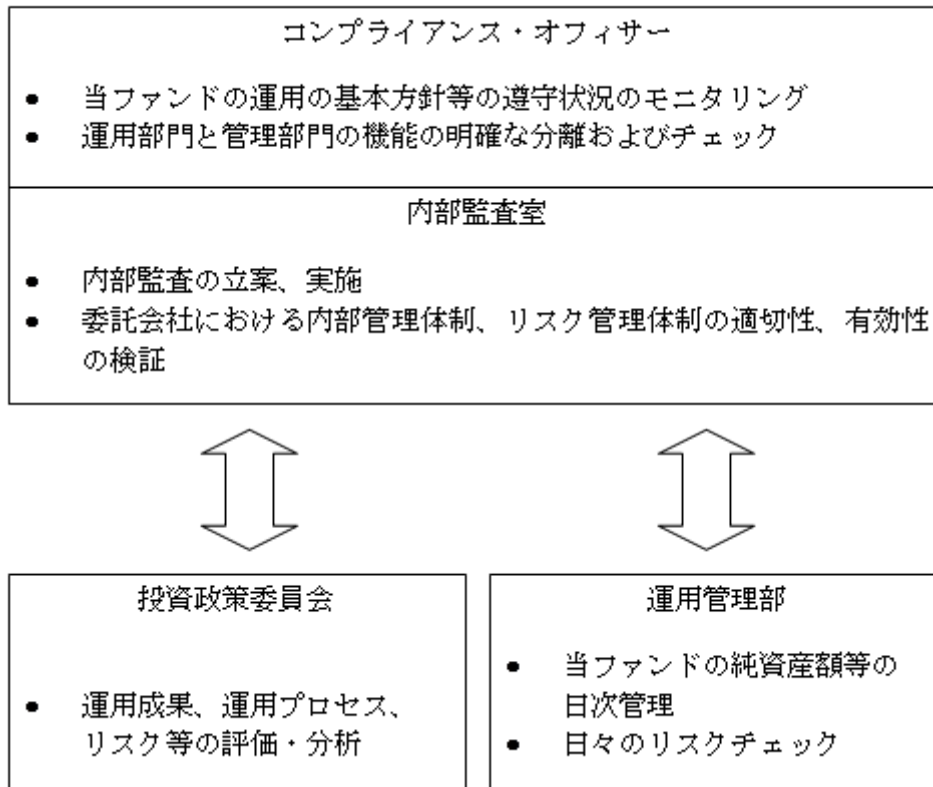 コンプライアンス・オフィサー
● 当ファンドの運用の基本方針等の遵守状況のモニタリング
● 運用部門と管理部門の機能の明確な分離およびチェック
内部監査室
● 内部監査の立案、実施
● 委託会社における内部管理体制、リスク管理体制の適切性、有効性
の検証
投資政策委員会
● 運用成果、運用プロセス、
リスク等の評価・分析
運用管理部
● 当ファンドの純資産額等の
日次管理
● 日々のリスクチェック